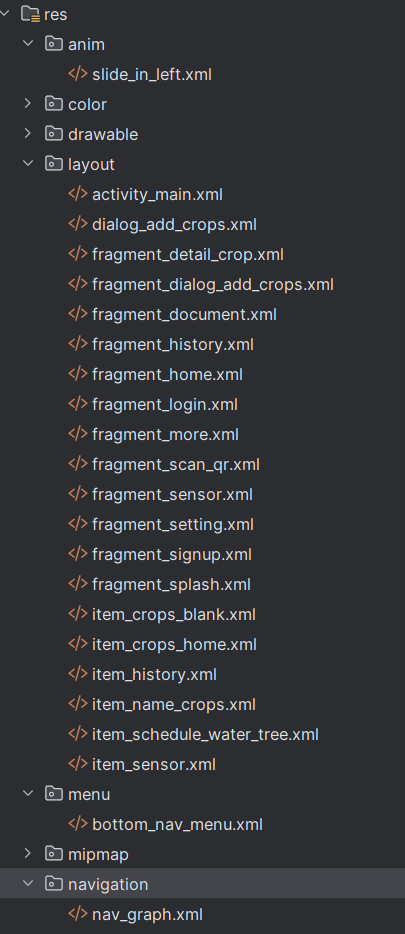 res
anim
slide_in_left.xml
color
drawable
layout
activity_main.xml
dialog_add_crops.xml
fragment_detail_crop.xml
fragment_dialog_add_crops.xml
fragment_document.xml
fragment_history.xml
fragment_home.xml
fragment_login.xml
fragment_more.xml
fragment_scan_qr.xml
fragment_sensor.xml
fragment_setting.xml
fragment_signup.xml
fragment_splash.xml
item_crops_blank.xml
item_crops_home.xml
item_history.xml
item_name_crops.xml
item_schedule_water_tree.xml
item_sensor.xml
menu
bottom_nav_menu.xml
mipmap
navigation
nav_graph.xml